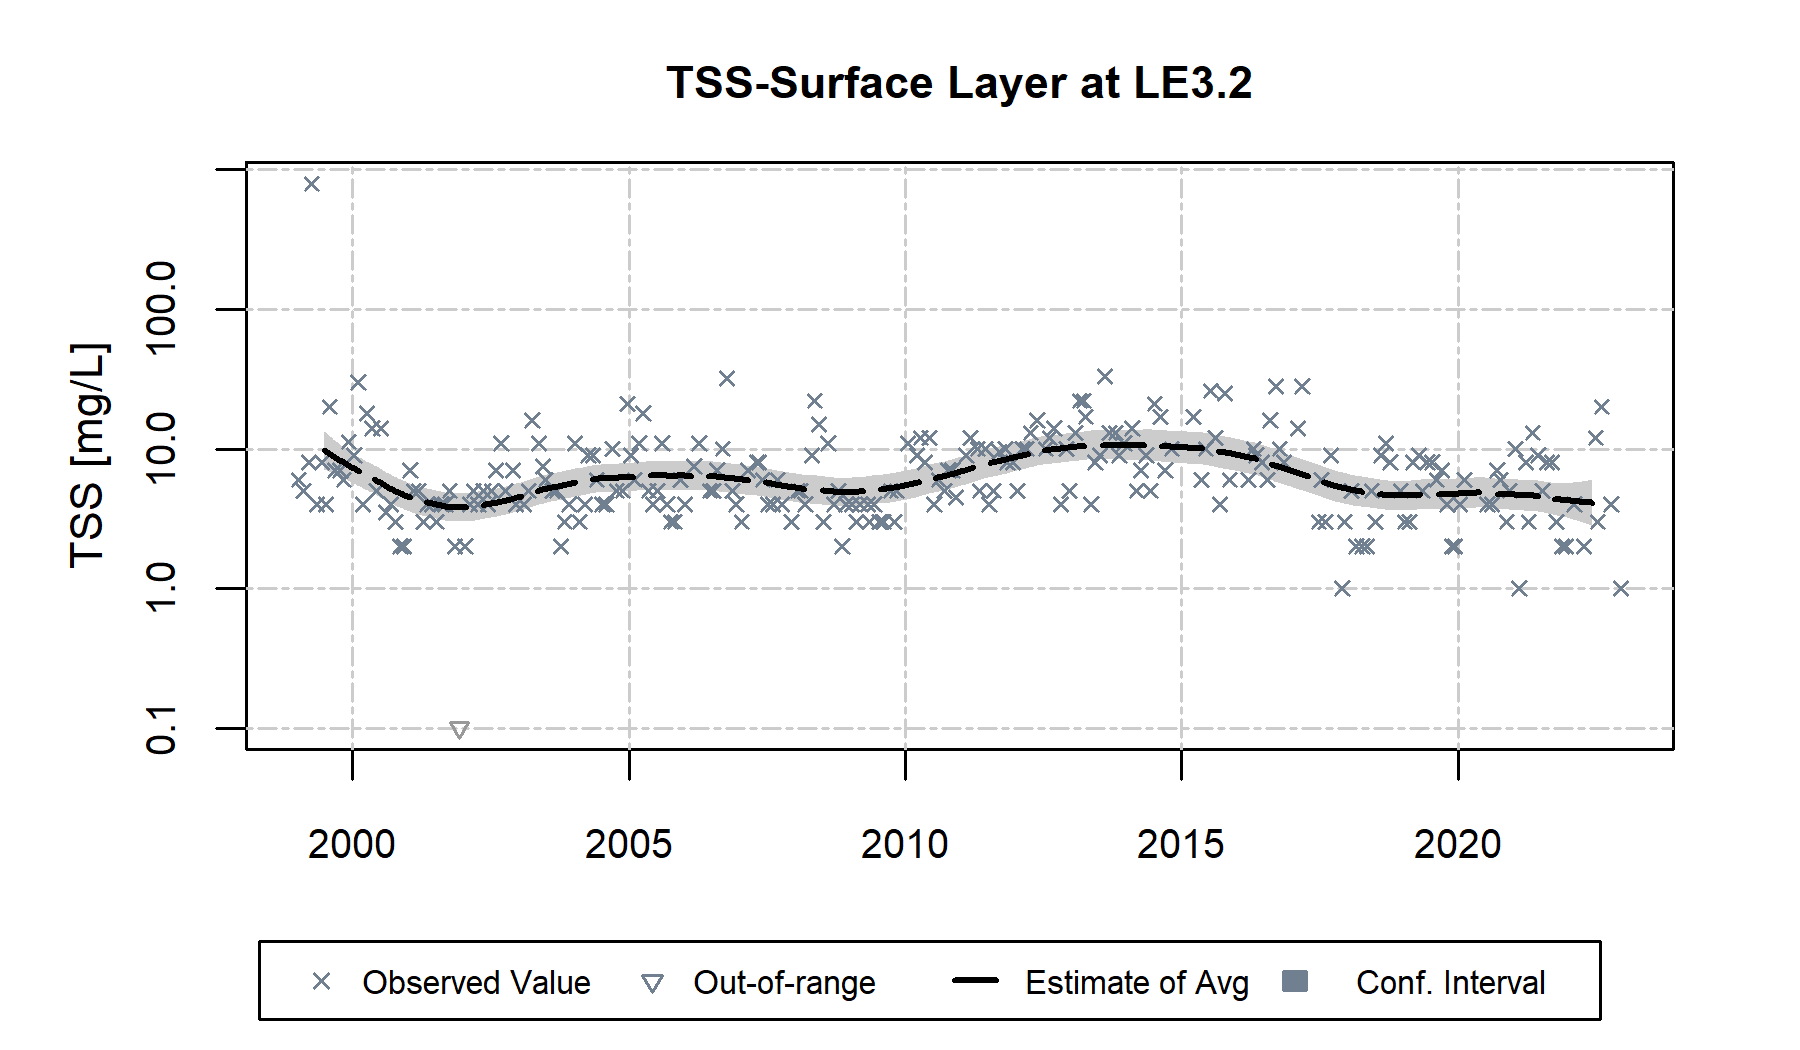 TSS-Surface Layer at LE3.2
TSS [mg/L]
100.0
10.0
1.0
0.1
2000 2005 2010 2015 2020
Observed Value Out-of-range Estimate of Avg Conf. Interval